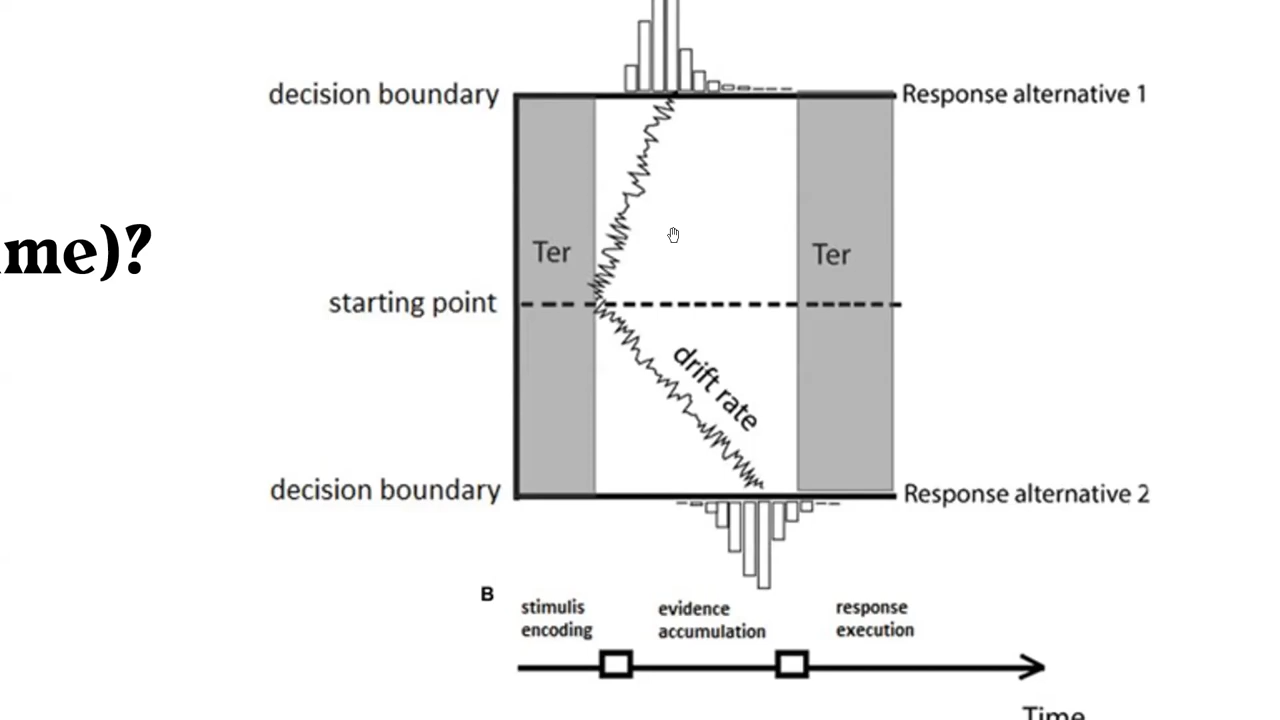 decision boundary
Response alternative 1
me)?
Ter
Ter
starting point
drift rate
decision boundary
Response alternative 2
B
stimulis
encoding
evidence
accumulation
response
execution
Time